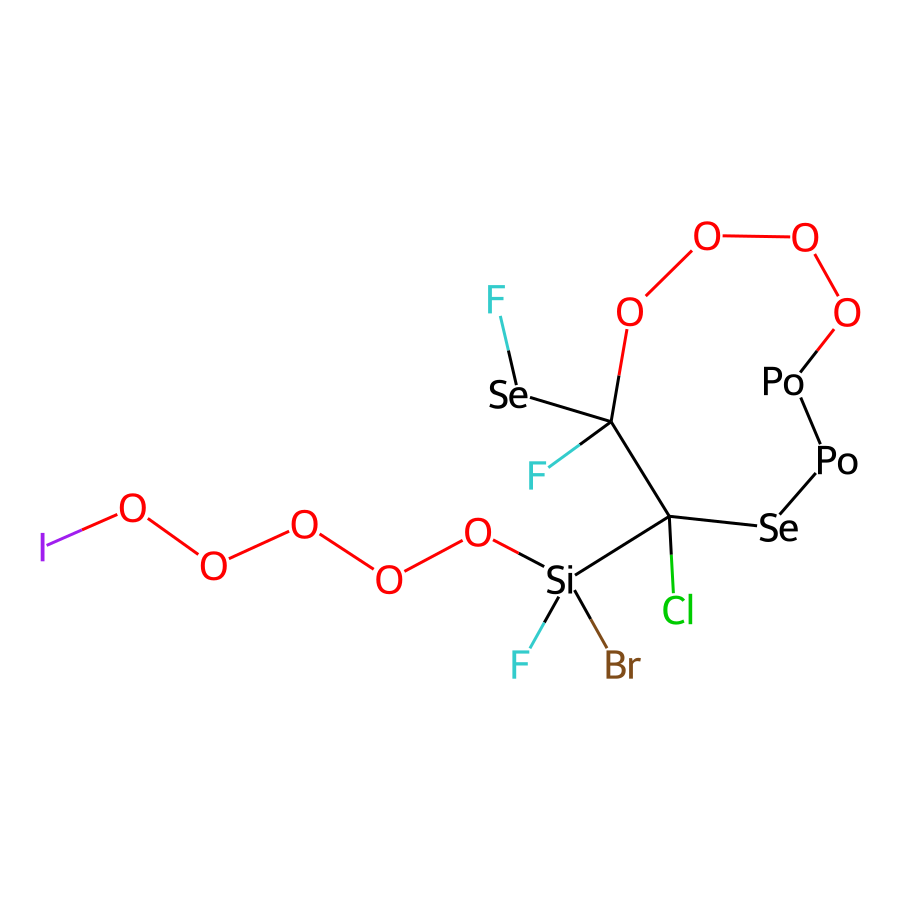 O O
F O O
Se Po
F Po
O O O Se
I O O Si
Cl
F Br